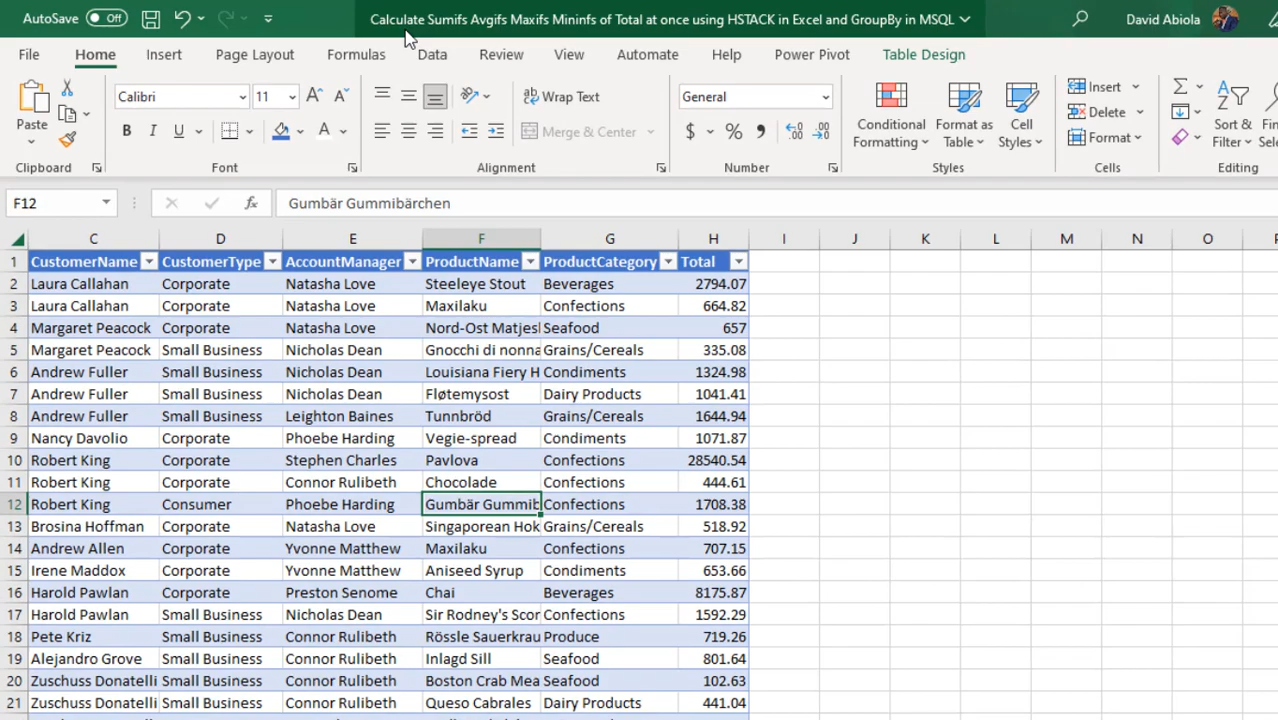 AutoSave Off Calculate Sumifs Avgifs Maxifs Mininfs of Total at once using HSTACK in Excel and GroupBy in MSQL David Abiola
File Home Insert Page Layout Formulas Data Review View Automate Help Power Pivot Table Design
Paste Calibri 11 A A Wrap Text General Conditional Formatting Format as Table Cell Styles Insert Σ Sort & Filter
B I U A Merge & Center $ % Delete
Format
Clipboard Font Alignment Number Styles Cells Editing
F12 fx Gumbär Gummibärchen
C D E F G H I J K L M N O
1 CustomerName CustomerType AccountManager ProductName ProductCategory Total
2 Laura Callahan Corporate Natasha Love Steeleye Stout Beverages 2794.07
3 Laura Callahan Corporate Natasha Love Maxilaku Confections 664.82
4 Margaret Peacock Corporate Natasha Love Nord-Ost Matjes Seafood 657
5 Margaret Peacock Small Business Nicholas Dean Gnocchi di nonna Grains/Cereals 335.08
6 Andrew Fuller Small Business Nicholas Dean Louisiana Fiery H Condiments 1324.98
7 Andrew Fuller Small Business Nicholas Dean Fløtemysost Dairy Products 1041.41
8 Andrew Fuller Small Business Leighton Baines Tunnbröd Grains/Cereals 1644.94
9 Nancy Davolio Corporate Phoebe Harding Vegie-spread Condiments 1071.87
10 Robert King Corporate Stephen Charles Pavlova Confections 28540.54
11 Robert King Corporate Connor Rulibeth Chocolade Confections 444.61
12 Robert King Consumer Phoebe Harding Gumbär Gummib Confections 1708.38
13 Brosina Hoffman Corporate Natasha Love Singaporean Hok Grains/Cereals 518.92
14 Andrew Allen Corporate Yvonne Matthew Maxilaku Confections 707.15
15 Irene Maddox Corporate Yvonne Matthew Aniseed Syrup Condiments 653.66
16 Harold Pawlan Corporate Preston Senome Chai Beverages 8175.87
17 Harold Pawlan Small Business Nicholas Dean Sir Rodney's Scor Confections 1592.29
18 Pete Kriz Small Business Connor Rulibeth Rössle Sauerkrau Produce 719.26
19 Alejandro Grove Small Business Connor Rulibeth Inlagd Sill Seafood 801.64
20 Zuschuss Donatelli Small Business Connor Rulibeth Boston Crab Mea Seafood 102.63
21 Zuschuss Donatelli Small Business Connor Rulibeth Queso Cabrales Dairy Products 441.04